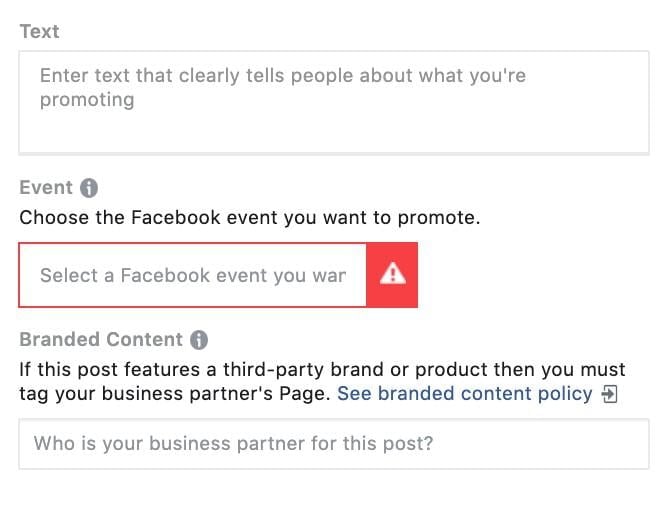 Text
Enter text that clearly tells people about what you're
promoting
Event
Choose the Facebook event you want to promote.
Select a Facebook event you
Branded Content
If this post features a third-party brand or product then you must
tag your business partner's Page. See branded content policy
Who is your business partner for this post?